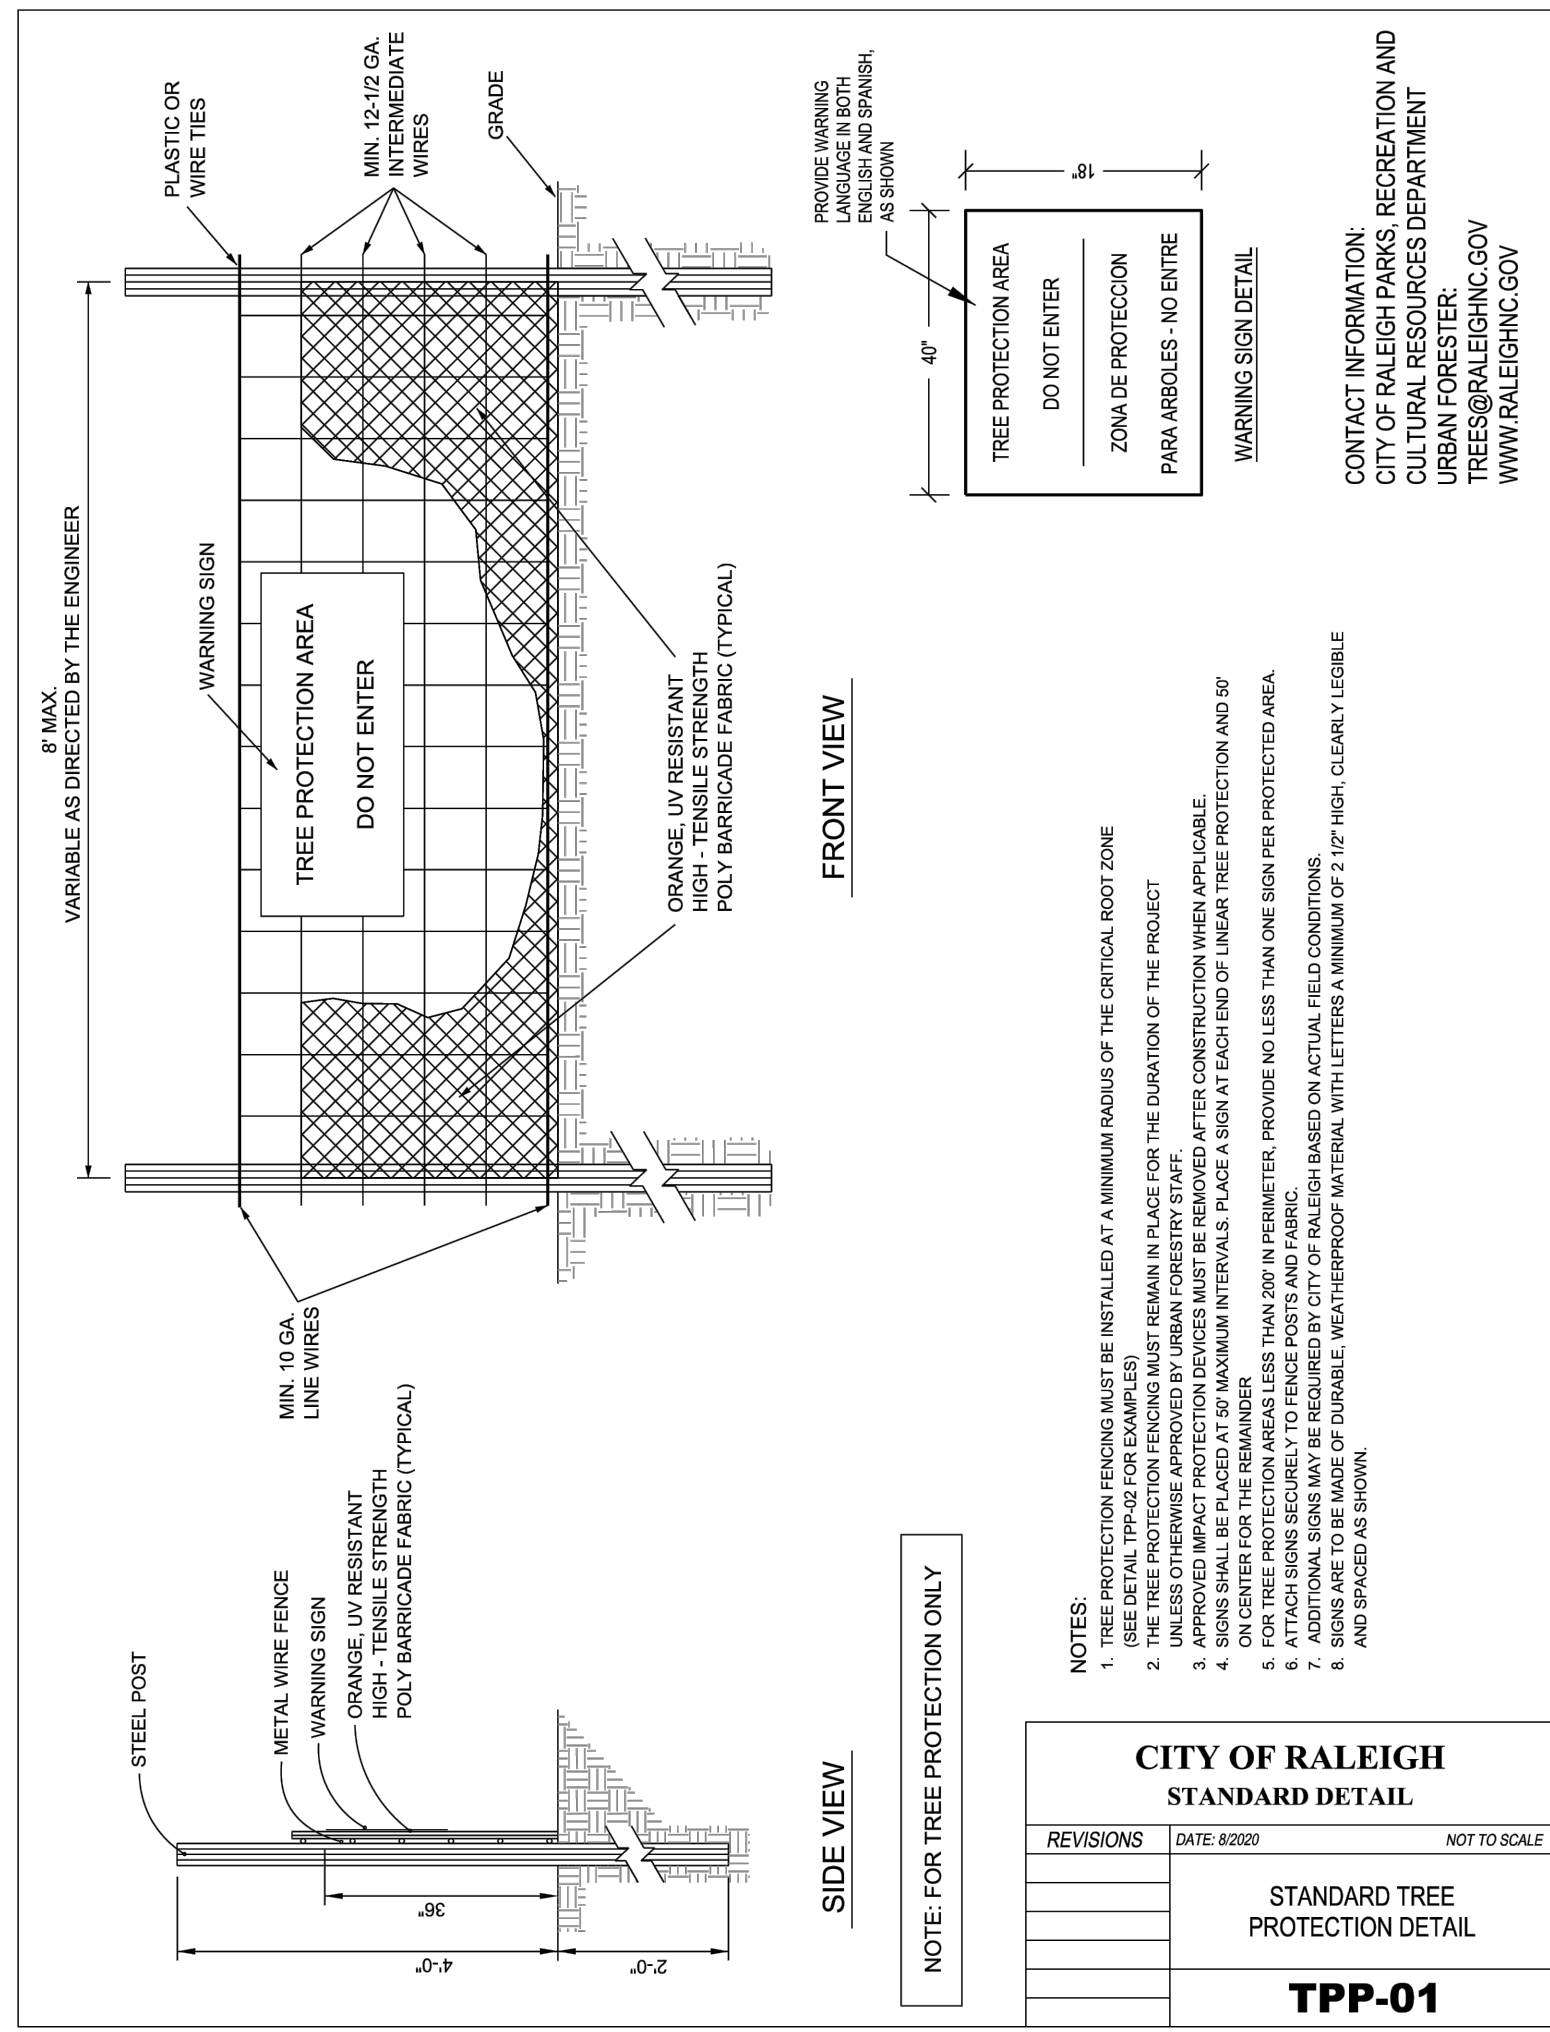 8' MAX.
VARIABLE AS DIRECTED BY THE ENGINEER
PLASTIC OR
WIRE TIES
MIN. 12-1/2 GA.
INTERMEDIATE
WIRES
GRADE
WARNING SIGN
TREE PROTECTION AREA
DO NOT ENTER
MIN. 10 GA.
LINE WIRES
ORANGE, UV RESISTANT
HIGH - TENSILE STRENGTH
POLY BARRICADE FABRIC (TYPICAL)
FRONT VIEW
STEEL POST
METAL WIRE FENCE
WARNING SIGN
ORANGE, UV RESISTANT
HIGH - TENSILE STRENGTH
POLY BARRICADE FABRIC (TYPICAL)
36"
4'-0"
2'-0"
SIDE VIEW
NOTE: FOR TREE PROTECTION ONLY
PROVIDE WARNING
LANGUAGE IN BOTH
ENGLISH AND SPANISH,
AS SHOWN
40"
18"
TREE PROTECTION AREA
DO NOT ENTER
ZONA DE PROTECCION
PARA ARBOLES - NO ENTRE
WARNING SIGN DETAIL
CONTACT INFORMATION:
CITY OF RALEIGH PARKS, RECREATION AND
CULTURAL RESOURCES DEPARTMENT
URBAN FORESTER:
TREES@RALEIGHNC.GOV
WWW.RALEIGHNC.GOV
NOTES:
1. TREE PROTECTION FENCING MUST BE INSTALLED AT A MINIMUM RADIUS OF THE CRITICAL ROOT ZONE
(SEE DETAIL TPP-02 FOR EXAMPLES)
2. THE TREE PROTECTION FENCING MUST REMAIN IN PLACE FOR THE DURATION OF THE PROJECT
UNLESS OTHERWISE APPROVED BY URBAN FORESTRY STAFF.
3. APPROVED IMPACT PROTECTION DEVICES MUST BE REMOVED AFTER CONSTRUCTION WHEN APPLICABLE.
4. SIGNS SHALL BE PLACED AT 50' MAXIMUM INTERVALS. PLACE A SIGN AT EACH END OF LINEAR TREE PROTECTION AND 50'
ON CENTER FOR THE REMAINDER
5. FOR TREE PROTECTION AREAS LESS THAN 200' IN PERIMETER, PROVIDE NO LESS THAN ONE SIGN PER PROTECTED AREA.
6. ATTACH SIGNS SECURELY TO FENCE POSTS AND FABRIC.
7. ADDITIONAL SIGNS MAY BE REQUIRED BY CITY OF RALEIGH BASED ON ACTUAL FIELD CONDITIONS.
8. SIGNS ARE TO BE MADE OF DURABLE, WEATHERPROOF MATERIAL WITH LETTERS A MINIMUM OF 2 1/2" HIGH, CLEARLY LEGIBLE
AND SPACED AS SHOWN.
CITY OF RALEIGH
STANDARD DETAIL
REVISIONS
DATE: 8/2020
NOT TO SCALE
STANDARD TREE
PROTECTION DETAIL
TPP-01